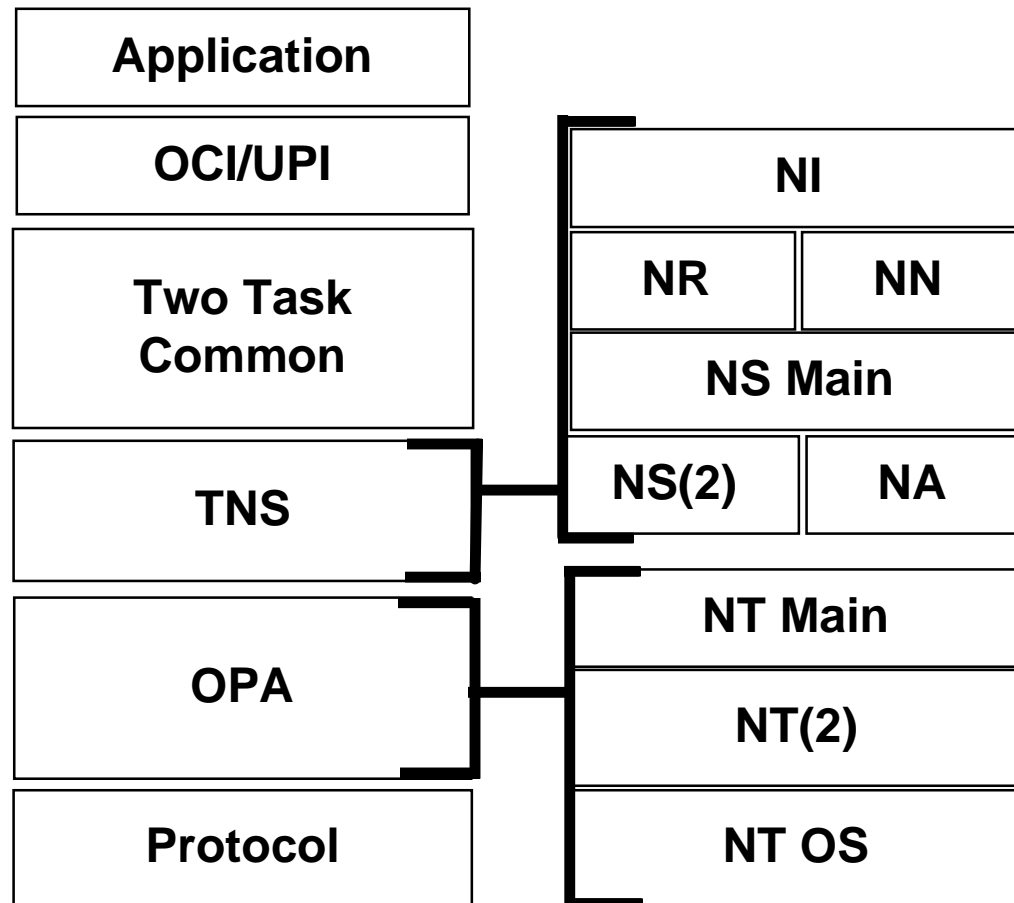 Application
OCI/UPI
Two Task
Common
TNS
OPA
Protocol
NI
NR
NN
NS Main
NS(2)
NA
NT Main
NT(2)
NT OS